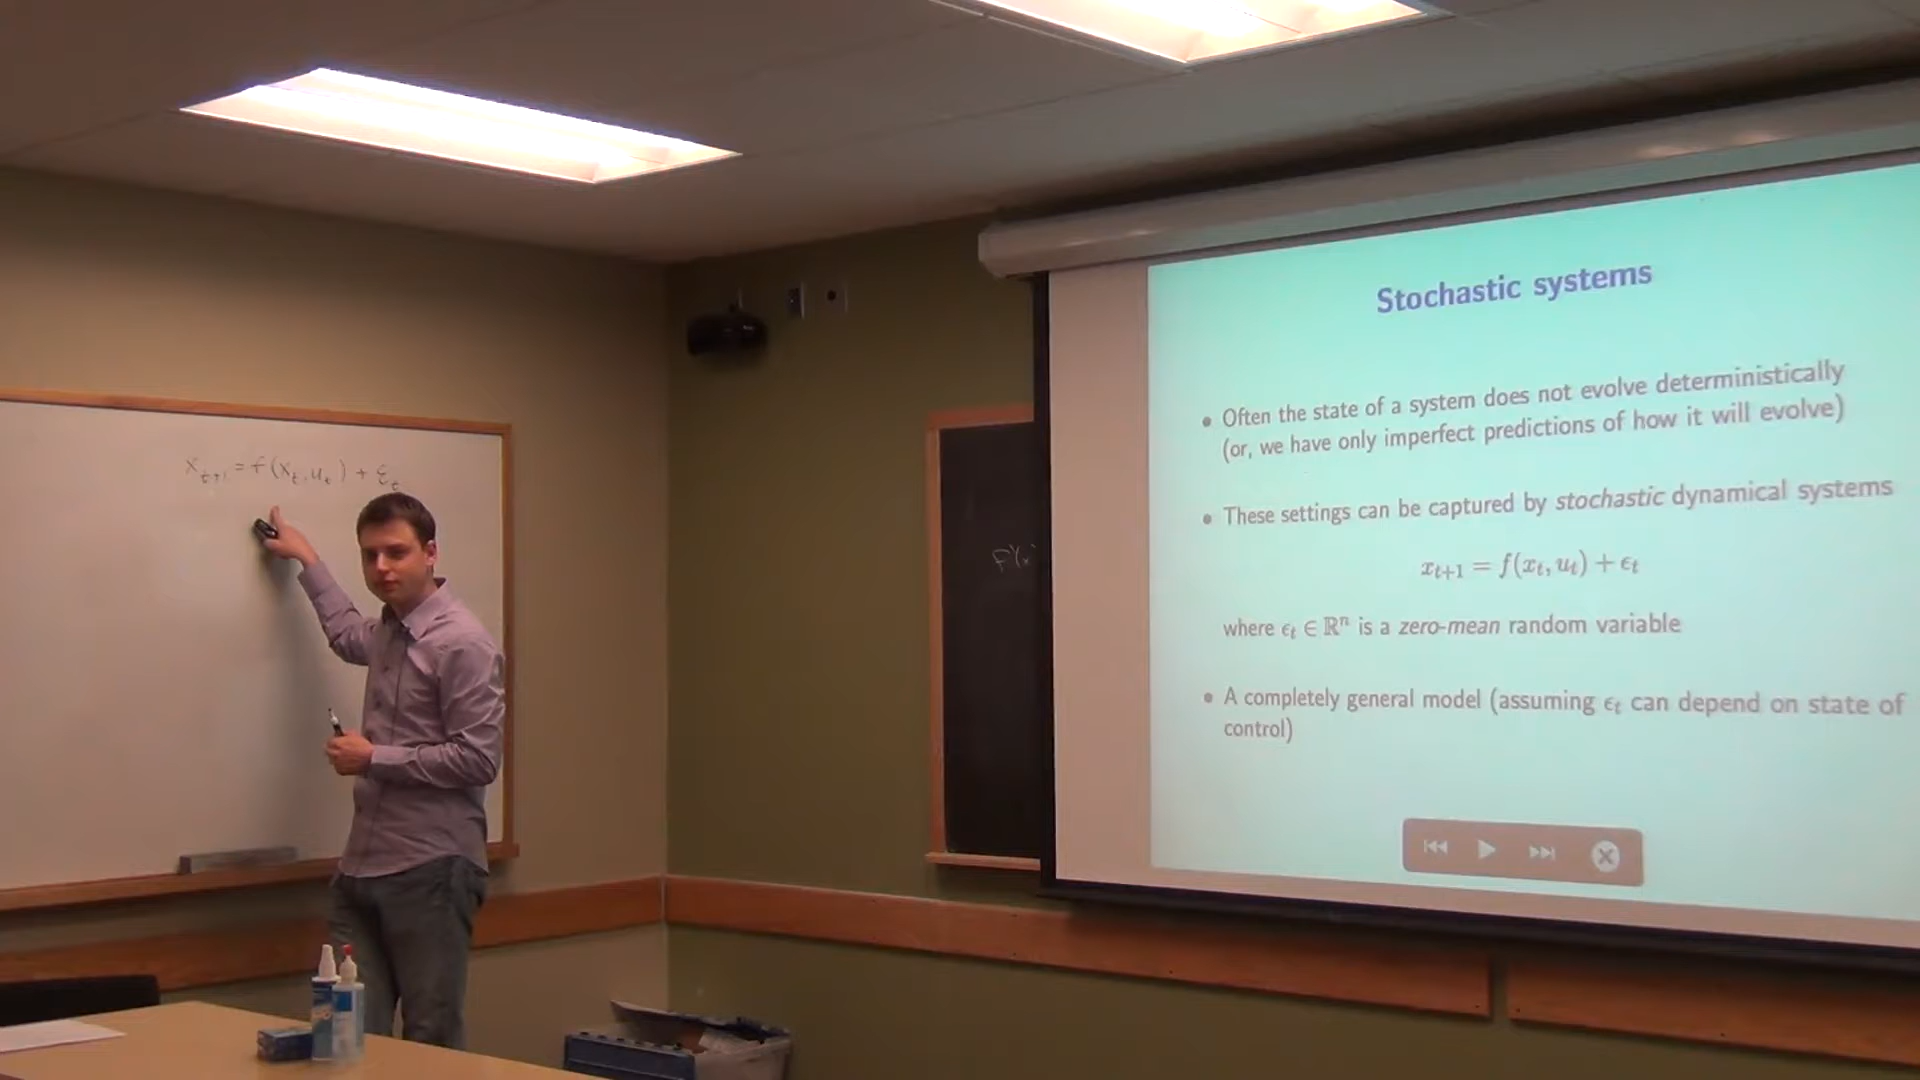 x_{t+1} = f(x_t, u_t) + ε_t
F'(x)
Stochastic systems
• Often the state of a system does not evolve deterministically
(or, we have only imperfect predictions of how it will evolve)
• These settings can be captured by stochastic dynamical systems
x_{t+1} = f(x_t, u_t) + ϵ_t
where ϵ_t ∈ ℝ^n is a zero-mean random variable
• A completely general model (assuming ϵ_t can depend on state of
control)